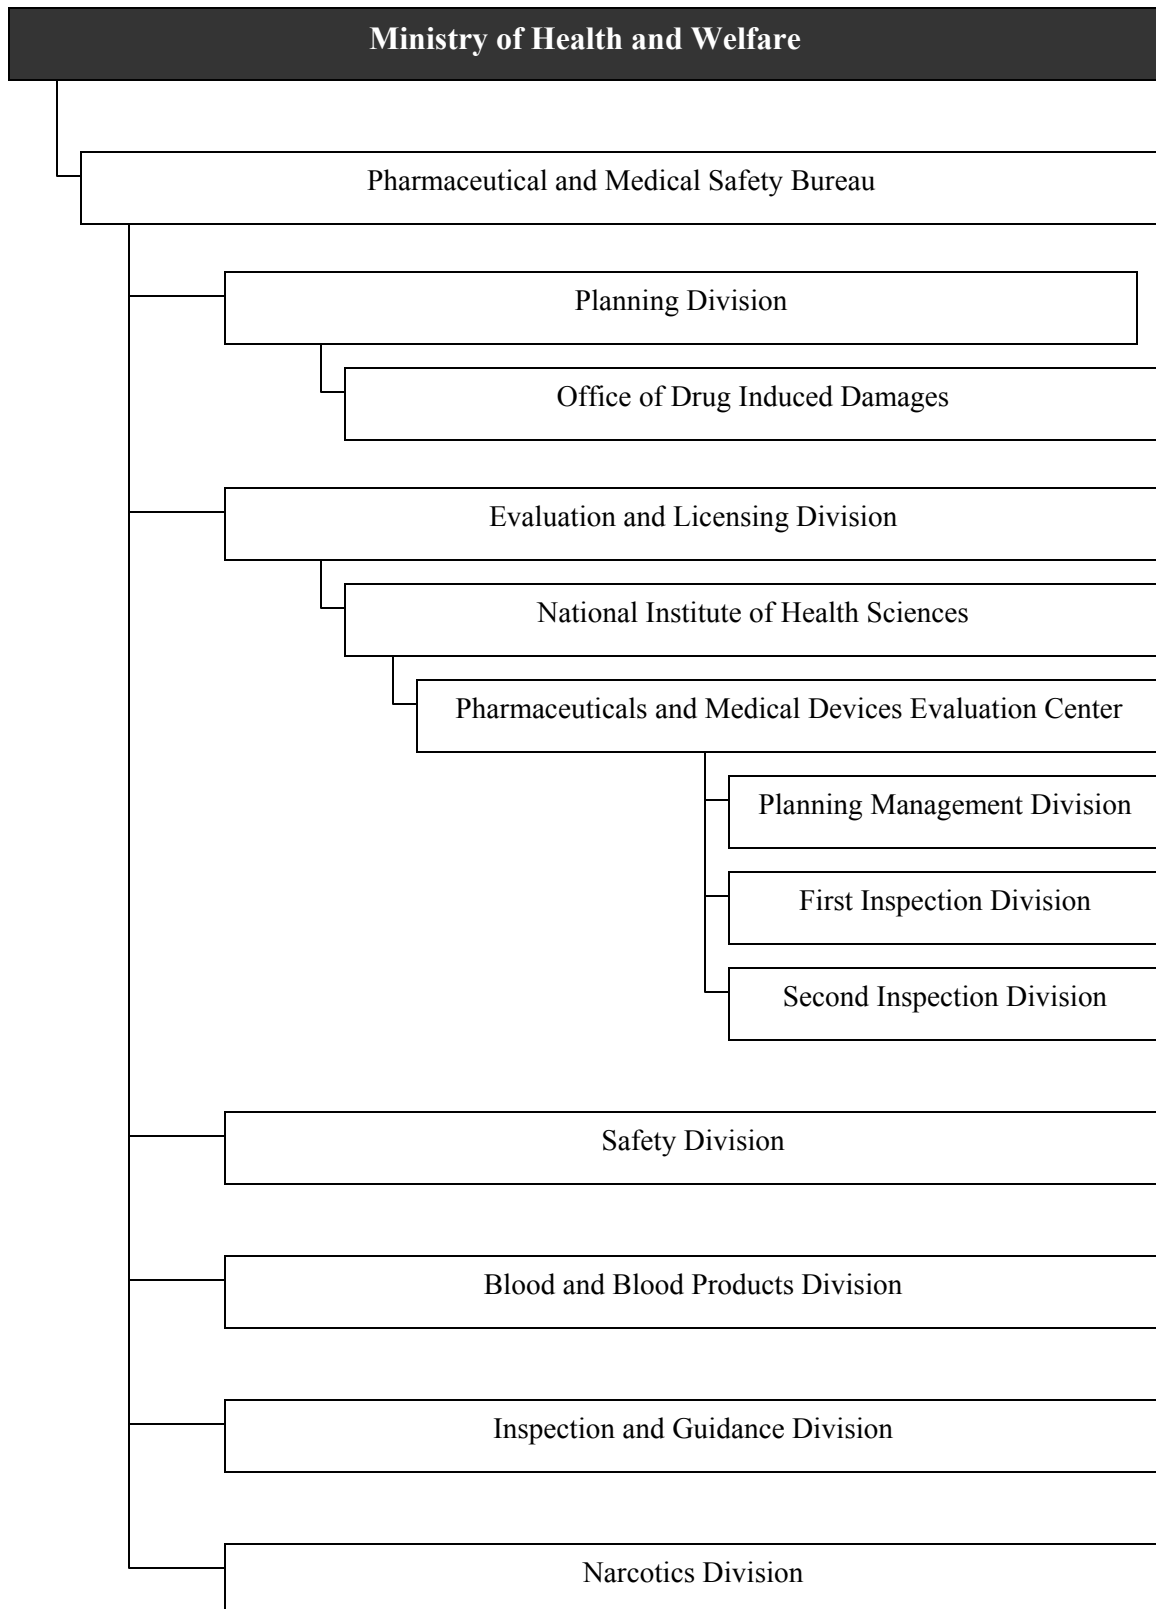 Ministry of Health and Welfare
Pharmaceutical and Medical Safety Bureau
Planning Division
Office of Drug Induced Damages
Evaluation and Licensing Division
National Institute of Health Sciences
Pharmaceuticals and Medical Devices Evaluation Center
Planning Management Division
First Inspection Division
Second Inspection Division
Safety Division
Blood and Blood Products Division
Inspection and Guidance Division
Narcotics Division